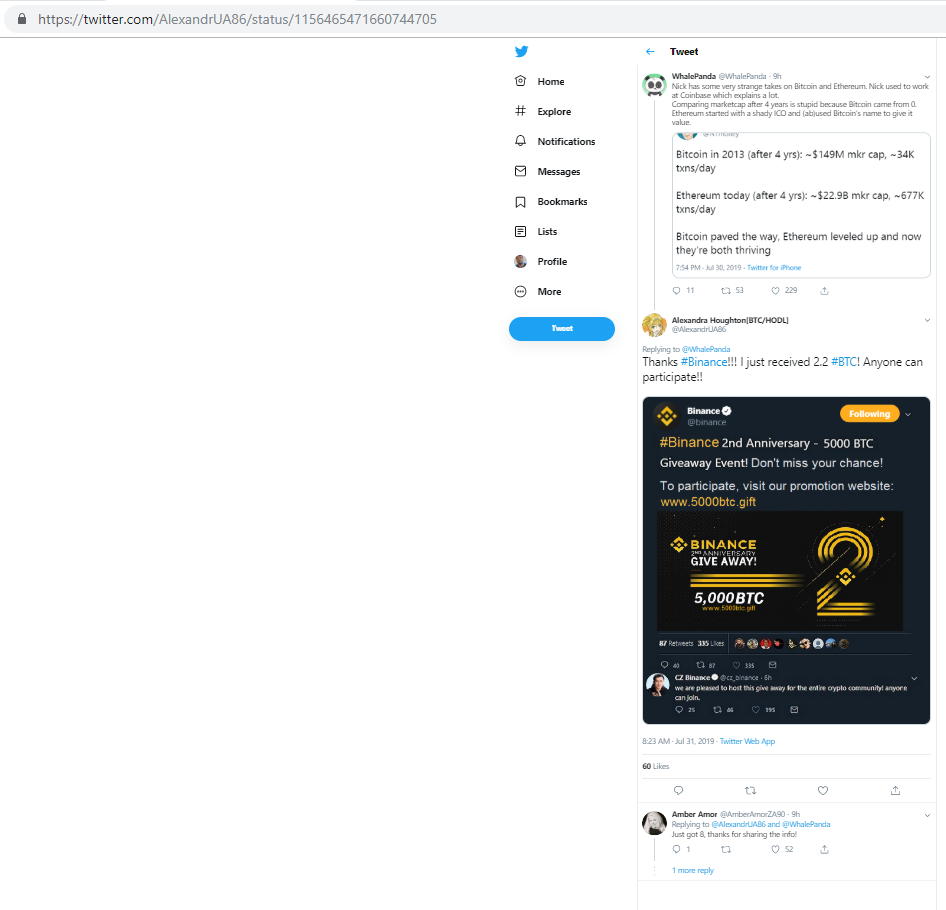 https://twitter.com/AlexandrUA86/status/1156465471660744705
Home
Explore
Notifications
Messages
Bookmarks
Lists
Profile
More
Tweet
Tweet
WhalePanda @WhalePanda · 9h
Nick has some very strange takes on Bitcoin and Ethereum. Nick used to work
at Coinbase which explains a lot.
Comparing marketcap after 4 years is stupid because Bitcoin came from 0.
Ethereum started with a shady ICO and (ab)used Bitcoin's name to give it
value.
Bitcoin in 2013 (after 4 yrs): ~$149M mkr cap, ~34K
txns/day
Ethereum today (after 4 yrs): ~$22.9B mkr cap, ~677K
txns/day
Bitcoin paved the way, Ethereum leveled up and now
they're both thriving
7:54 PM · Jul 30, 2019 · Twitter for iPhone
11 53 229
Alexandra Houghton[BTC/HODL]
@AlexandrUA86
Replying to @WhalePanda
Thanks #Binance!!! I just received 2.2 #BTC! Anyone can
participate!!
Binance
@binance
Following
#Binance 2nd Anniversary - 5000 BTC
Giveaway Event! Don't miss your chance!
To participate, visit our promotion website:
www.5000btc.gift
BINANCE
2ND ANNIVERSARY
GIVE AWAY!
5,000BTC
www.5000btc.gift
2
87 Retweets 335 Likes
40 87 335
CZ Binance @cz_binance · 6h
we are pleased to host this give away for the entire crypto community! anyone
can join.
25 46 195
8:23 AM · Jul 31, 2019 · Twitter Web App
60 Likes
Amber Amor @AmberAmorZA90 · 9h
Replying to @AlexandrUA86 and @WhalePanda
Just got 8, thanks for sharing the info!
1 52
1 more reply